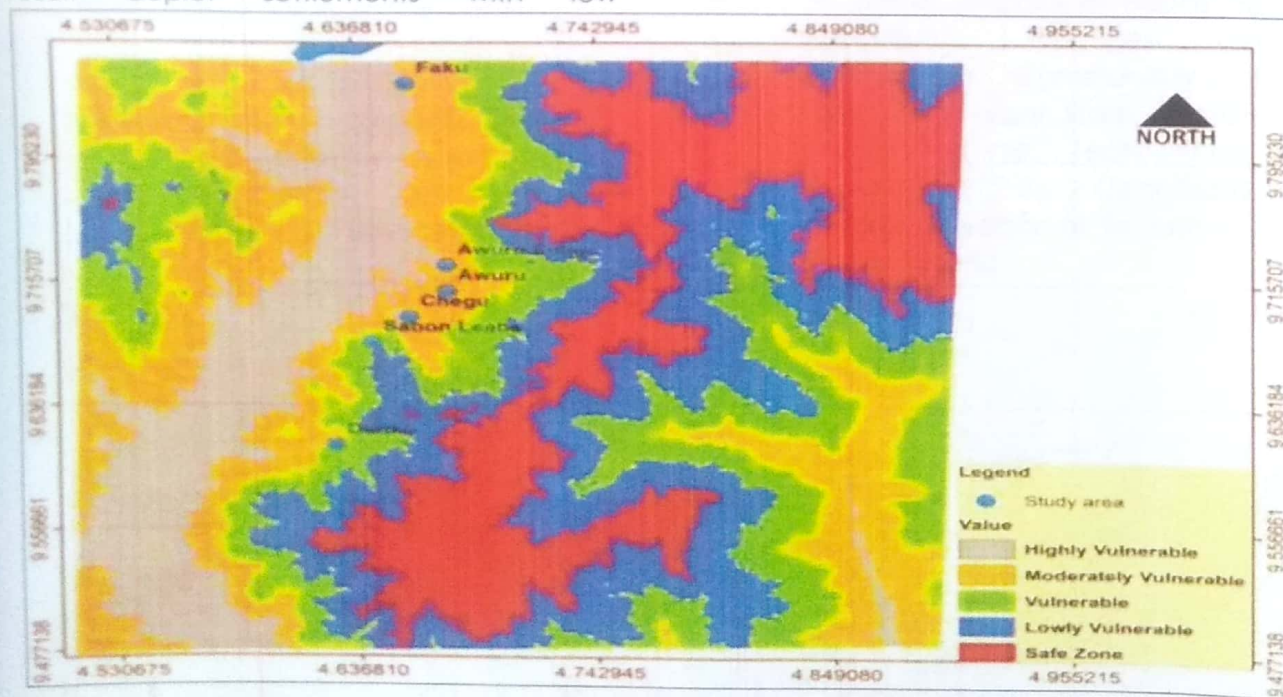 4.530675 4.636810 4.742945 4.849080 4.955215
Faku
NORTH
9.795230 9.795230
Awuru
Awuru
Chegu
Sabon Leaba
9.715707 9.715707
9.636184 9.636184
9.556661 9.556661
9.477138 9.477138
Legend
Study area
Value
Highly Vulnerable
Moderately Vulnerable
Vulnerable
Lowly Vulnerable
Safe Zone
4.530675 4.636810 4.742945 4.849080 4.955215